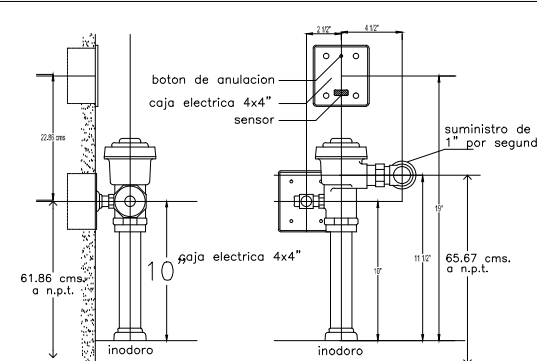 2 1/2"
4 1/2"
boton de anulacion
caja electrica 4x4"
sensor
suministro de
1" por segund
22.86 cms
19"
10"
caja electrica 4x4"
10"
11 1/2"
61.86 cms.
a n.p.t.
65.67 cms.
a n.p.t.
inodoro
inodoro